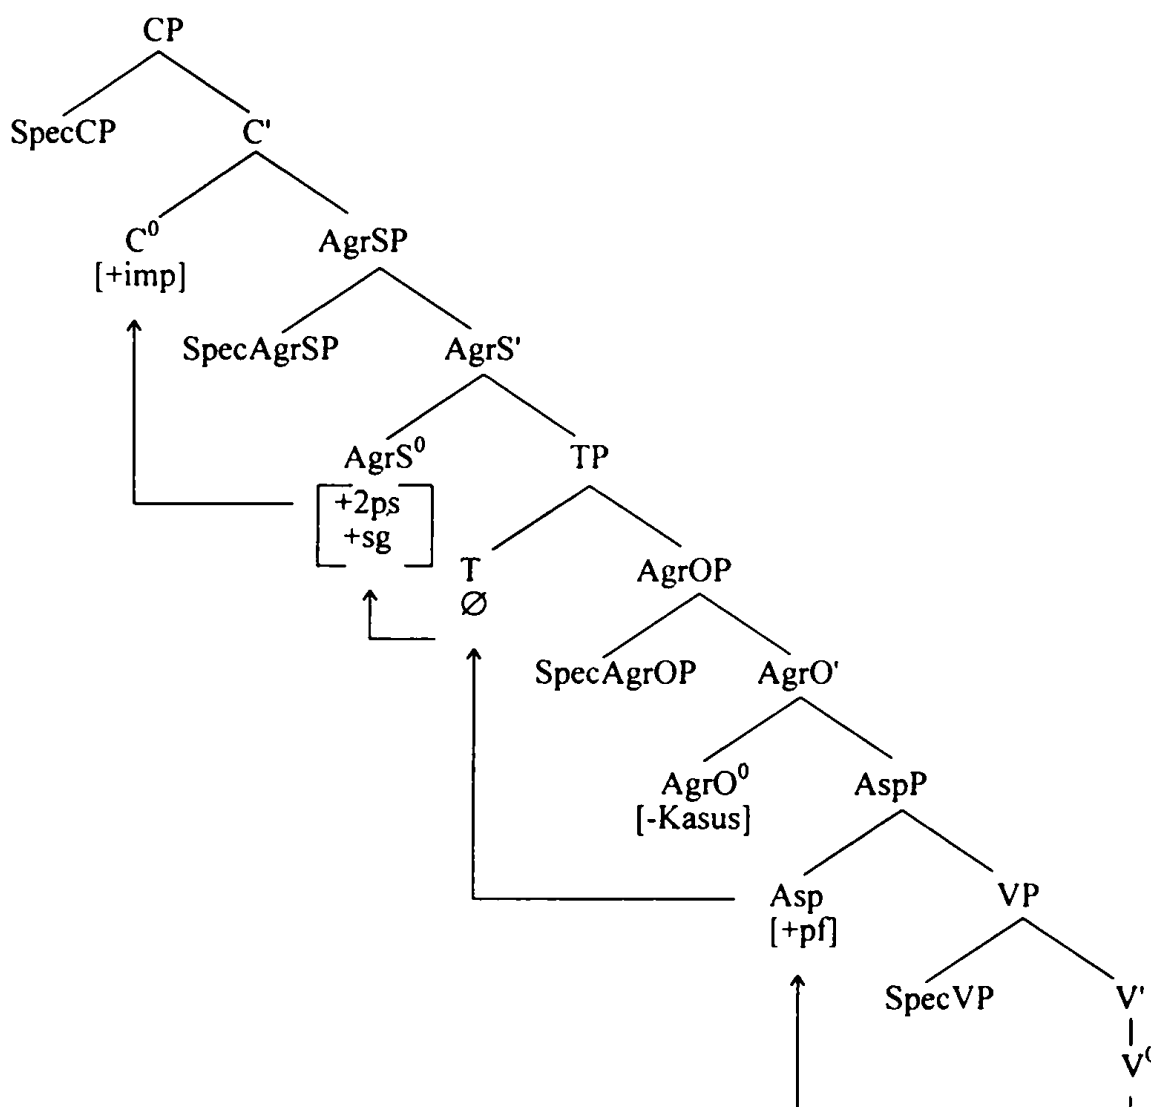 CP
SpecCP C'
C⁰ AgrSP
[+imp]
SpecAgrSP AgrS'
AgrS⁰ TP
[+2ps
+sg]
T AgrOP
∅
SpecAgrOP AgrO'
AgrO⁰ AspP
[-Kasus]
Asp VP
[+pf]
SpecVP V'
V⁰